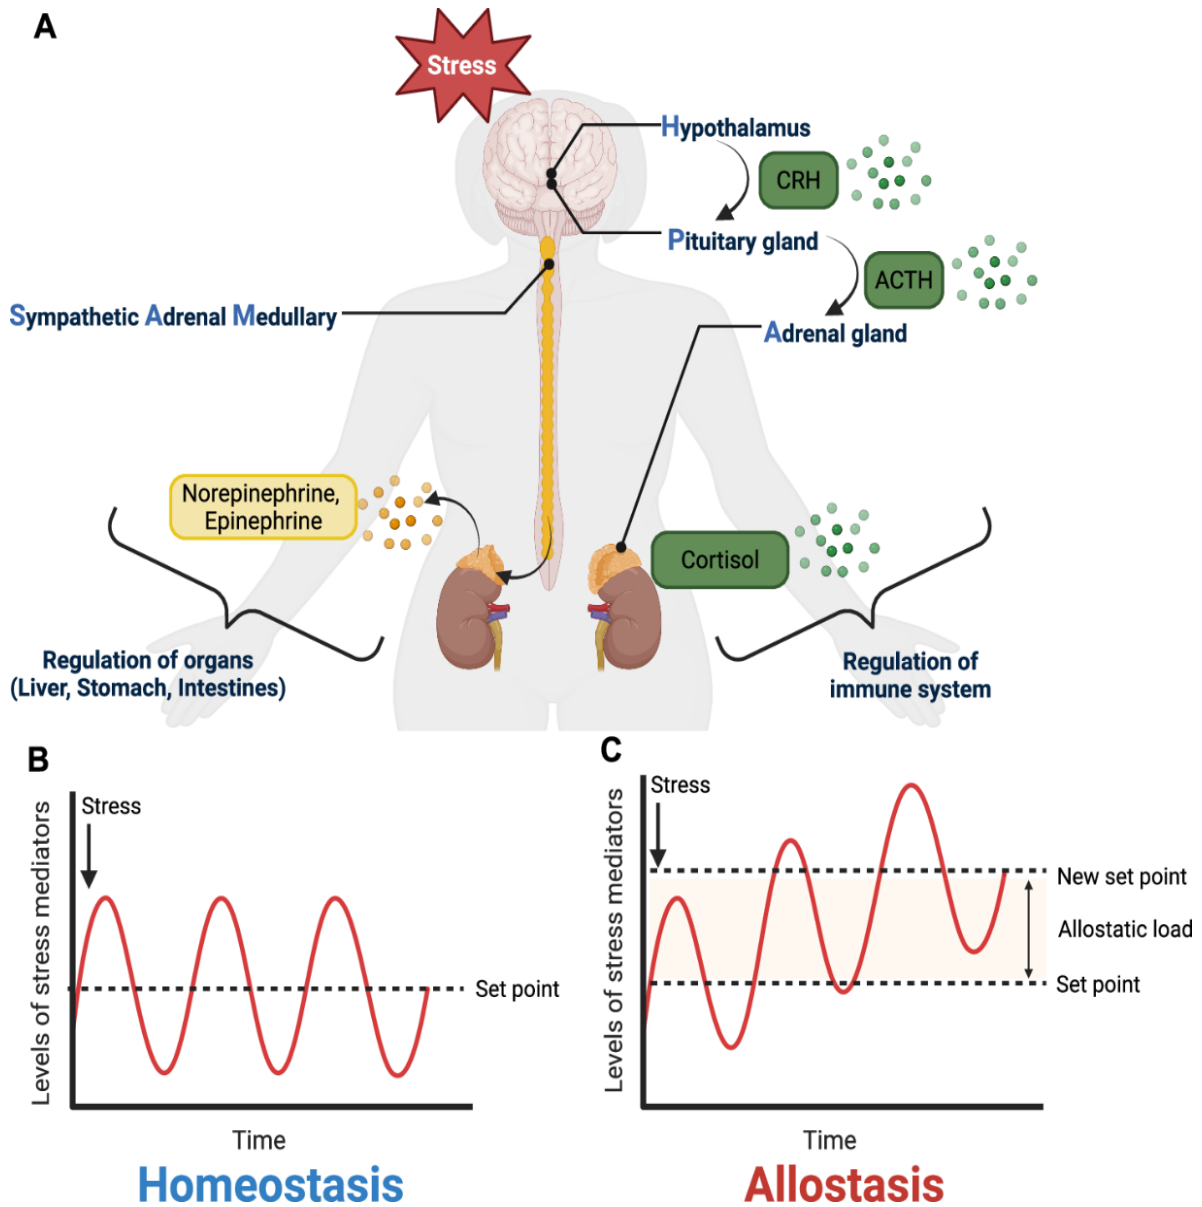 A
Stress
Hypothalamus
CRH
Pituitary gland
ACTH
Sympathetic Adrenal Medullary
Adrenal gland
Norepinephrine,
Epinephrine
Cortisol
Regulation of organs
(Liver, Stomach, Intestines)
Regulation of
immune system
B
Stress
Levels of stress mediators
Set point
Time
Homeostasis
C
Stress
Levels of stress mediators
New set point
Allostatic load
Set point
Time
Allostasis